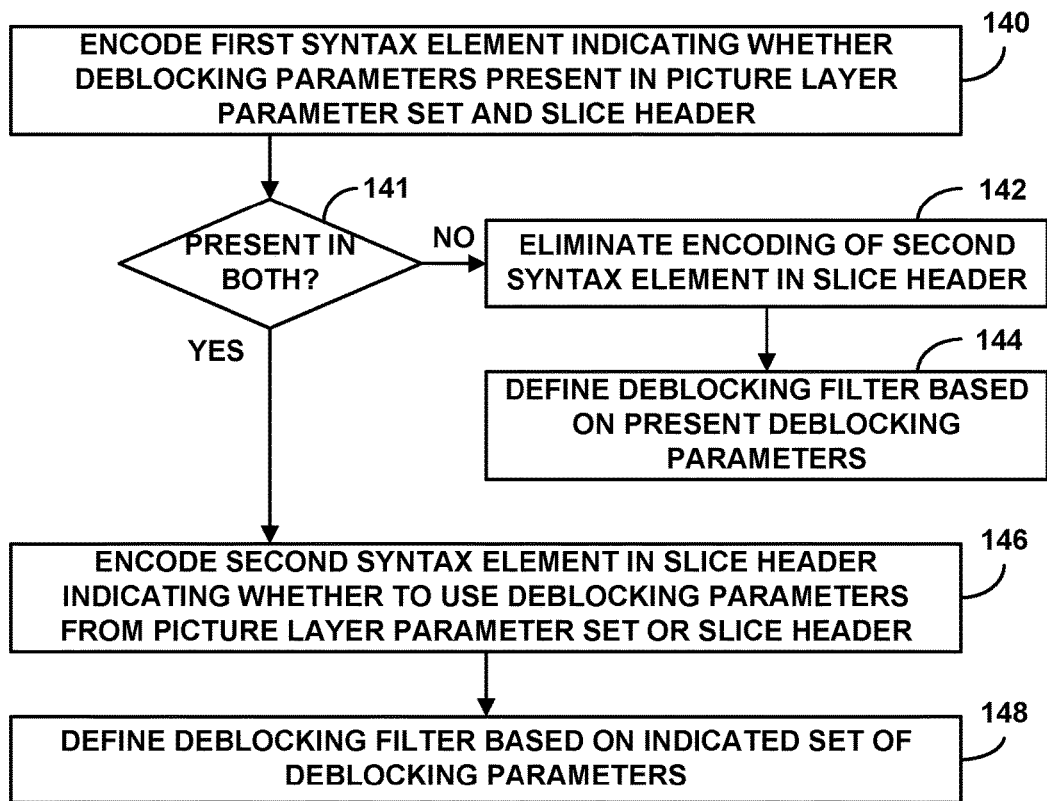 ENCODE FIRST SYNTAX ELEMENT INDICATING WHETHER
DEBLOCKING PARAMETERS PRESENT IN PICTURE LAYER
PARAMETER SET AND SLICE HEADER
140
141
PRESENT IN
BOTH?
NO
YES
142
ELIMINATE ENCODING OF SECOND
SYNTAX ELEMENT IN SLICE HEADER
144
DEFINE DEBLOCKING FILTER BASED
ON PRESENT DEBLOCKING
PARAMETERS
ENCODE SECOND SYNTAX ELEMENT IN SLICE HEADER
INDICATING WHETHER TO USE DEBLOCKING PARAMETERS
FROM PICTURE LAYER PARAMETER SET OR SLICE HEADER
146
DEFINE DEBLOCKING FILTER BASED ON INDICATED SET OF
DEBLOCKING PARAMETERS
148